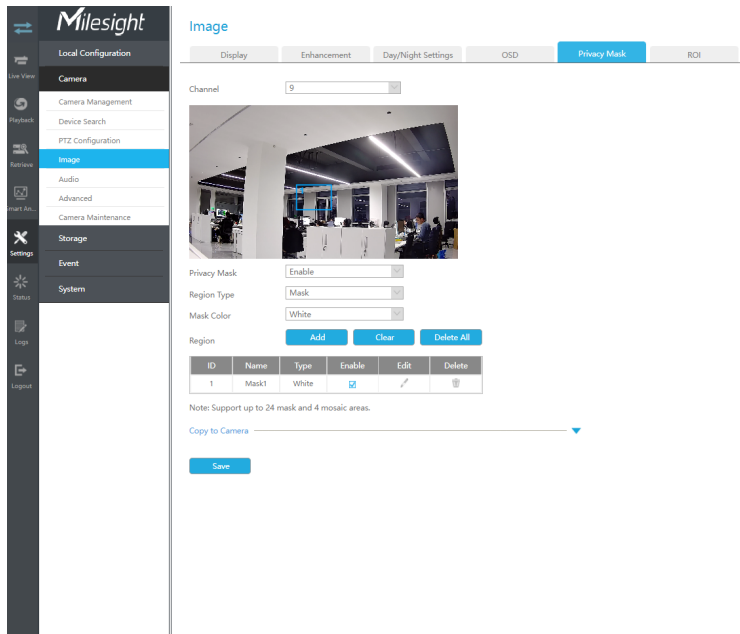 Milesight
Live View
Playback
Retrieve
mart An...
Settings
Status
Logs
Logout
Local Configuration
Camera
Camera Management
Device Search
PTZ Configuration
Image
Audio
Advanced
Camera Maintenance
Storage
Event
System
Image
Display Enhancement Day/Night Settings OSD Privacy Mask ROI
Channel 9
Privacy Mask Enable
Region Type Mask
Mask Color White
Region Add Clear Delete All
ID Name Type Enable Edit Delete
1 Mask1 White
Note: Support up to 24 mask and 4 mosaic areas.
Copy to Camera
Save